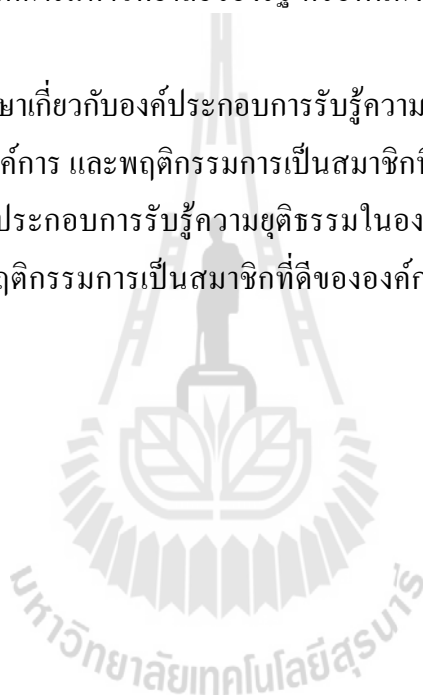 ษาเกี่ยวกับองค์ประกอบการรับรู้ความ
ค์การ และพฤติกรรมการเป็นสมาชิกที่
ประกอบการรับรู้ความยุติธรรมในอง
ฤติกรรมการเป็นสมาชิกที่ดีขององค์ก
มหาวิทยาลัยเทคโนโลยีสุรนารี